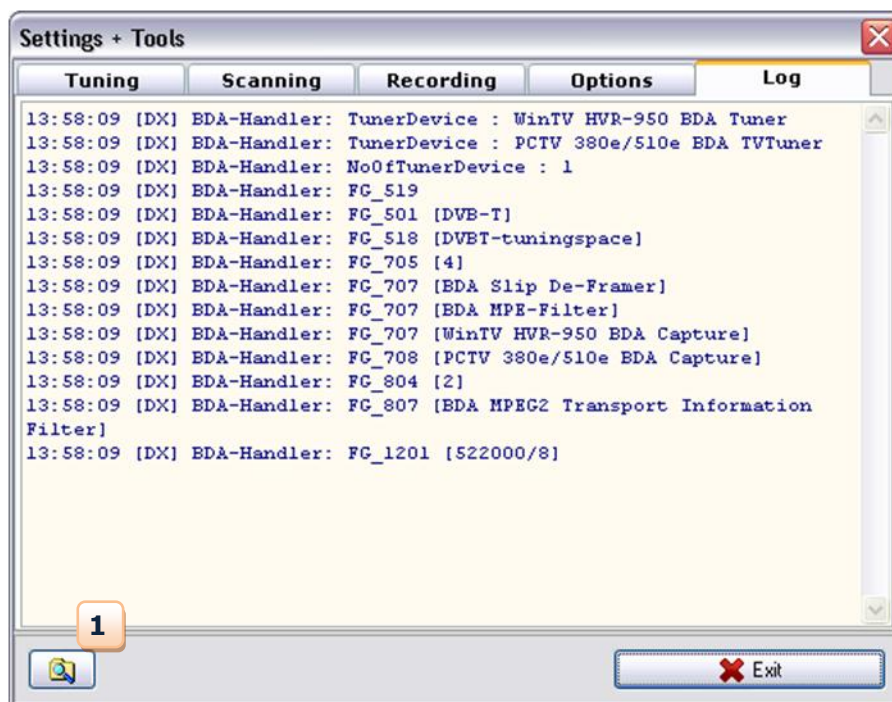 Settings + Tools
Tuning Scanning Recording Options Log
13:58:09 [DX] BDA-Handler: TunerDevice : WinTV HVR-950 BDA Tuner
13:58:09 [DX] BDA-Handler: TunerDevice : PCTV 380e/510e BDA TVTuner
13:58:09 [DX] BDA-Handler: NoOfTunerDevice : 1
13:58:09 [DX] BDA-Handler: FG_519
13:58:09 [DX] BDA-Handler: FG_501 [DVB-T]
13:58:09 [DX] BDA-Handler: FG_518 [DVBT-tuningspace]
13:58:09 [DX] BDA-Handler: FG_705 [4]
13:58:09 [DX] BDA-Handler: FG_707 [BDA Slip De-Framer]
13:58:09 [DX] BDA-Handler: FG_707 [BDA MPE-Filter]
13:58:09 [DX] BDA-Handler: FG_707 [WinTV HVR-950 BDA Capture]
13:58:09 [DX] BDA-Handler: FG_708 [PCTV 380e/510e BDA Capture]
13:58:09 [DX] BDA-Handler: FG_804 [2]
13:58:09 [DX] BDA-Handler: FG_807 [BDA MPEG2 Transport Information
Filter]
13:58:09 [DX] BDA-Handler: FG_1201 [522000/8]
1
Exit